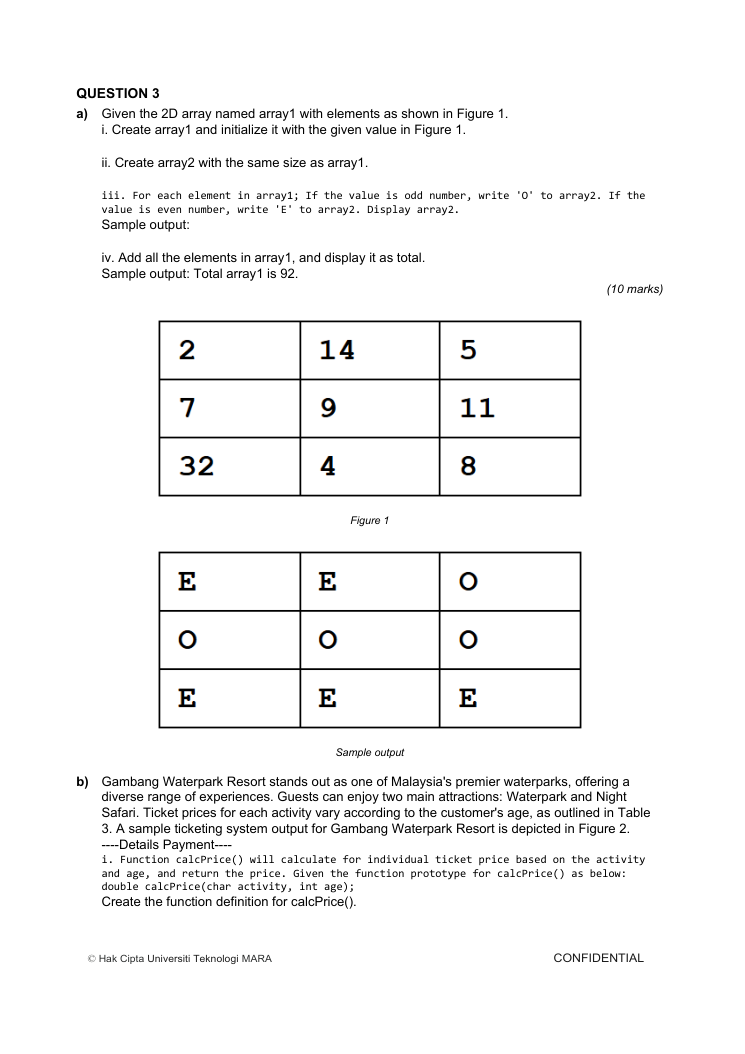 QUESTION 3
a) Given the 2D array named array1 with elements as shown in Figure 1.
i. Create array1 and initialize it with the given value in Figure 1.
ii. Create array2 with the same size as array1.
iii. For each element in array1; If the value is odd number, write 'O' to array2. If the
value is even number, write 'E' to array2. Display array2.
Sample output:
iv. Add all the elements in array1, and display it as total.
Sample output: Total array1 is 92.
(10 marks)
2 14 5
7 9 11
32 4 8
Figure 1
E E O
O O O
E E E
Sample output
b) Gambang Waterpark Resort stands out as one of Malaysia's premier waterparks, offering a
diverse range of experiences. Guests can enjoy two main attractions: Waterpark and Night
Safari. Ticket prices for each activity vary according to the customer's age, as outlined in Table
3. A sample ticketing system output for Gambang Waterpark Resort is depicted in Figure 2.
----Details Payment----
i. Function calcPrice() will calculate for individual ticket price based on the activity
and age, and return the price. Given the function prototype for calcPrice() as below:
double calcPrice(char activity, int age);
Create the function definition for calcPrice().
© Hak Cipta Universiti Teknologi MARA CONFIDENTIAL